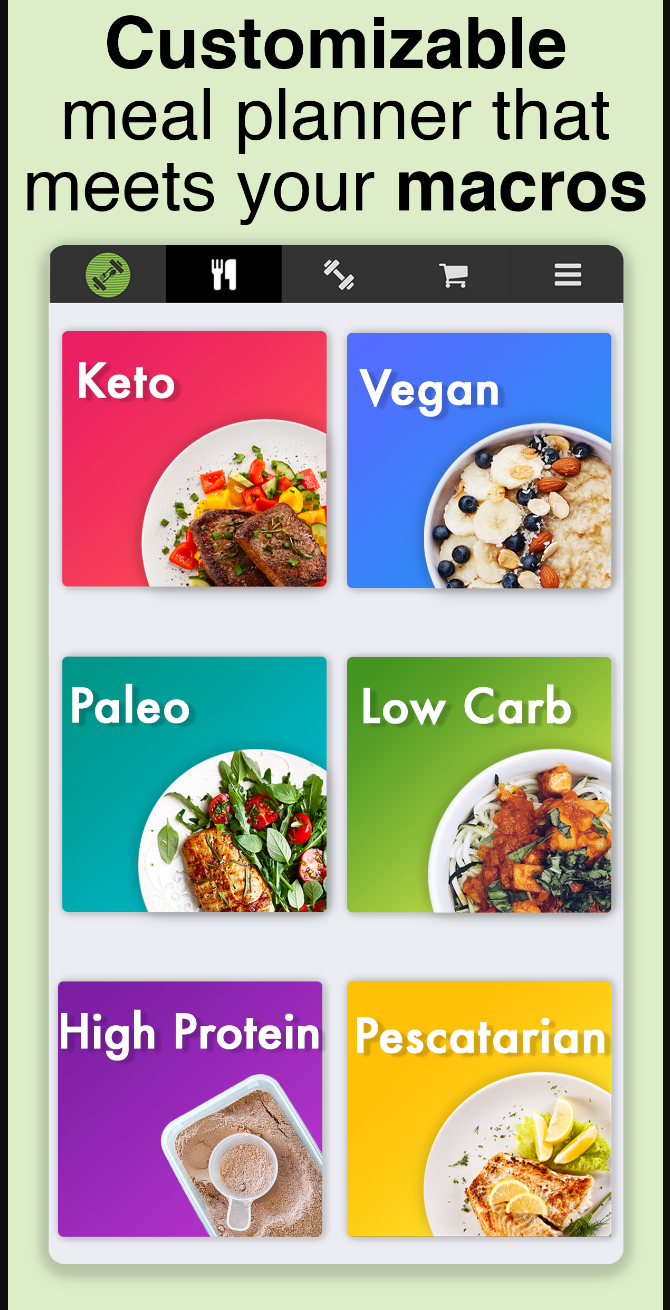 Customizable
meal planner that
meets your macros
Keto
Vegan
Paleo
Low Carb
High Protein
Pescatarian